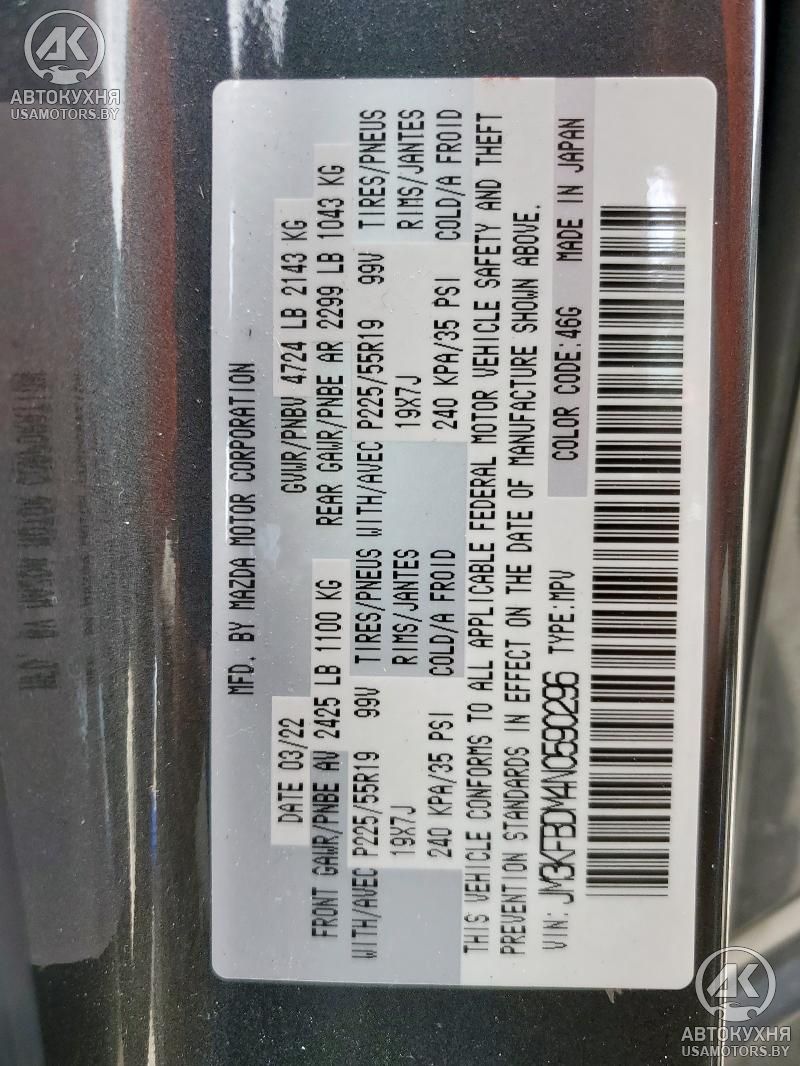 АВТОКУХНЯ
USAMOTORS.BY
MFD. BY MAZDA MOTOR CORPORATION
DATE 03/22 GVWR/PNBV 4724 LB 2143 KG
FRONT GAWR/PNBE AV 2425 LB 1100 KG REAR GAWR/PNBE AR 2299 LB 1043 KG
WITH/AVEC P225/55R19 99V TIRES/PNEUS WITH/AVEC P225/55R19 99V TIRES/PNEUS
19X7J RIMS/JANTES 19X7J RIMS/JANTES
240 KPA/35 PSI COLD/A FROID 240 KPA/35 PSI COLD/A FROID
THIS VEHICLE CONFORMS TO ALL APPLICABLE FEDERAL MOTOR VEHICLE SAFETY AND THEFT
PREVENTION STANDARDS IN EFFECT ON THE DATE OF MANUFACTURE SHOWN ABOVE.
VIN: JM3KFBDM4N0590296 TYPE:MPV COLOR CODE:46G MADE IN JAPAN
АВТОКУХНЯ
USAMOTORS.BY